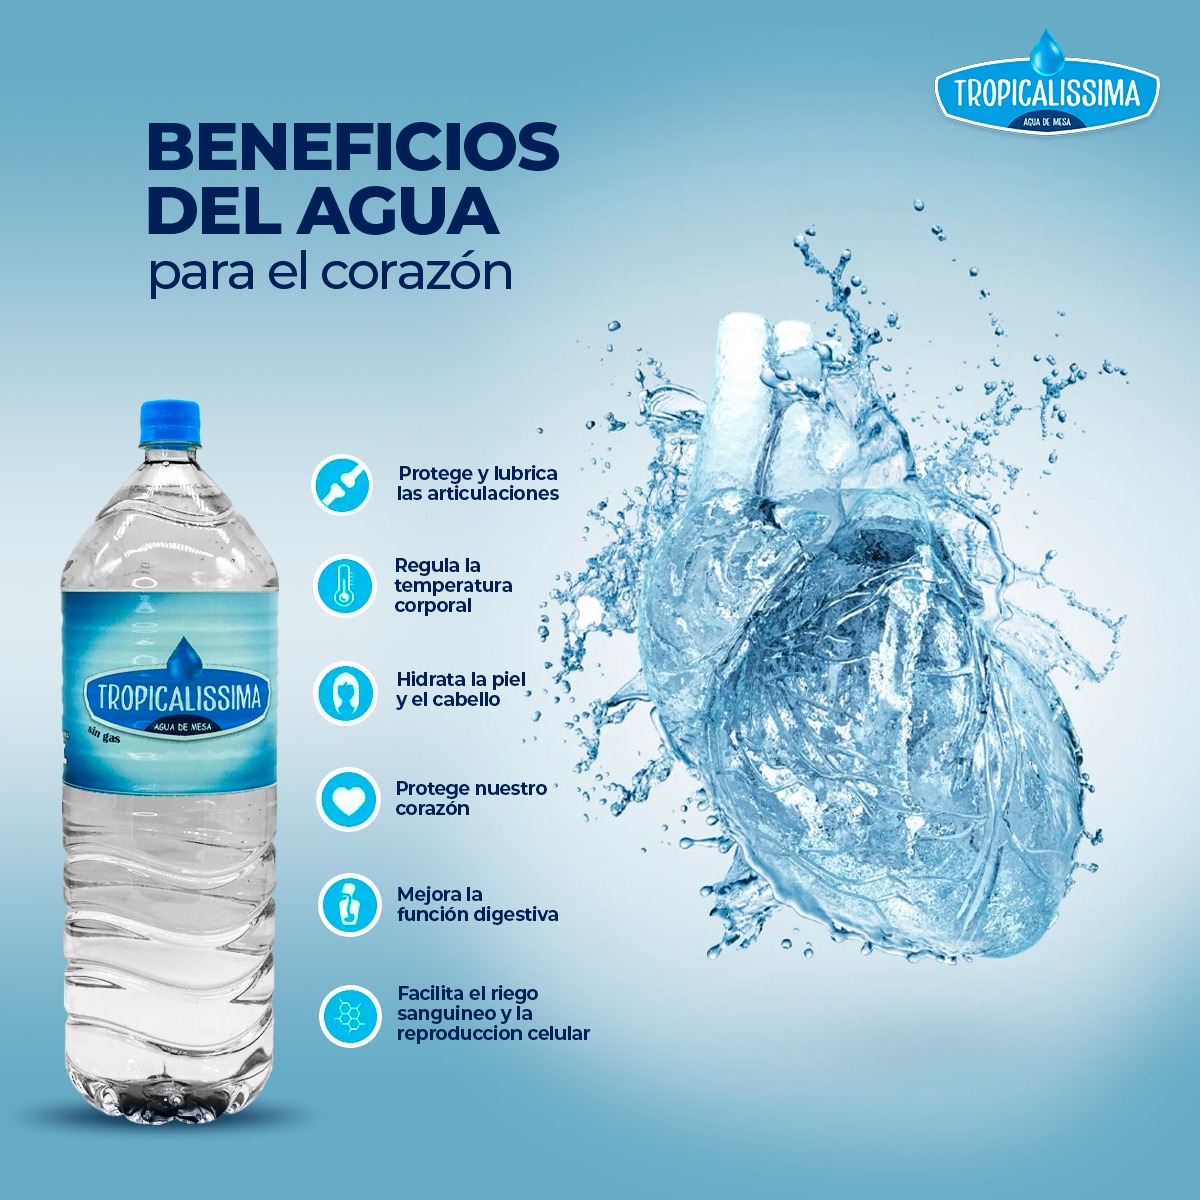 TROPICALISSIMA
AGUA DE MESA
BENEFICIOS
DEL AGUA
para el corazón
Protege y lubrica
las articulaciones
Regula la
temperatura
corporal
Hidrata la piel
y el cabello
Protege nuestro
corazón
Mejora la
función digestiva
Facilita el riego
sanguineo y la
reproduccion celular
TROPICALISSIMA
AGUA DE MESA
sin gas